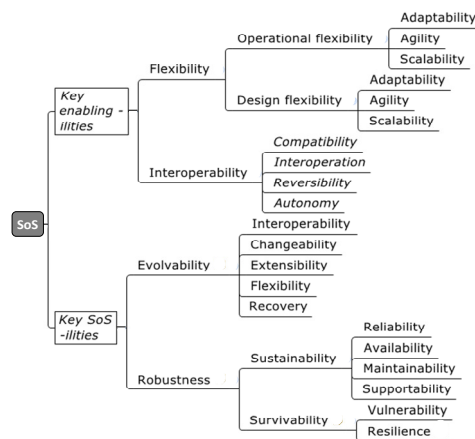 Adaptability
Operational flexibility
Agility
Scalability
Flexibility
Adaptability
Key
enabling -
ilities
Design flexibility
Agility
Scalability
Compatibility
Interoperability
Interoperation
Reversibility
Autonomy
SoS
Interoperability
Changeability
Evolvability
Extensibility
Flexibility
Recovery
Key SoS
-ilities
Reliability
Sustainability
Availability
Maintainability
Robustness
Supportability
Vulnerability
Survivability
Resilience